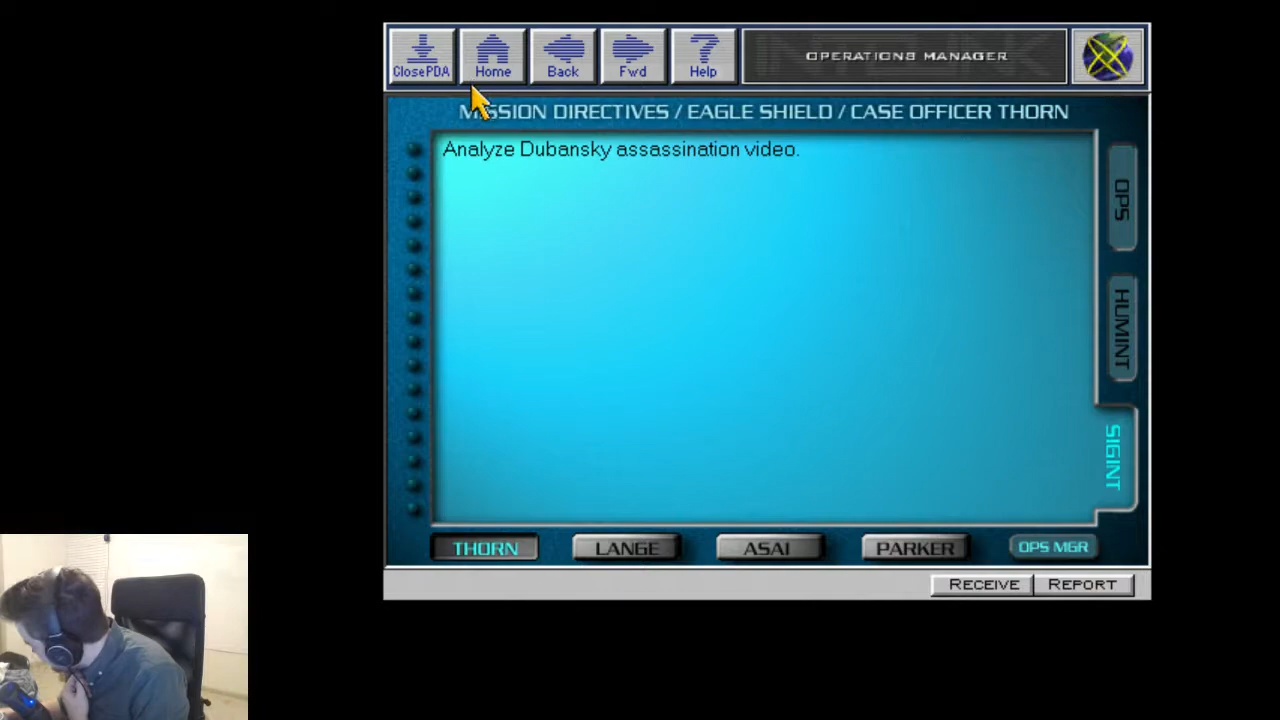 ClosePDA Home Back Fwd Help OPERATIONS MANAGER
MISSION DIRECTIVES / EAGLE SHIELD / CASE OFFICER THORN
Analyze Dubansky assassination video.
OPS
HUMINT
SIGINT
THORN LANGE ASAI PARKER OPS MGR
RECEIVE REPORT